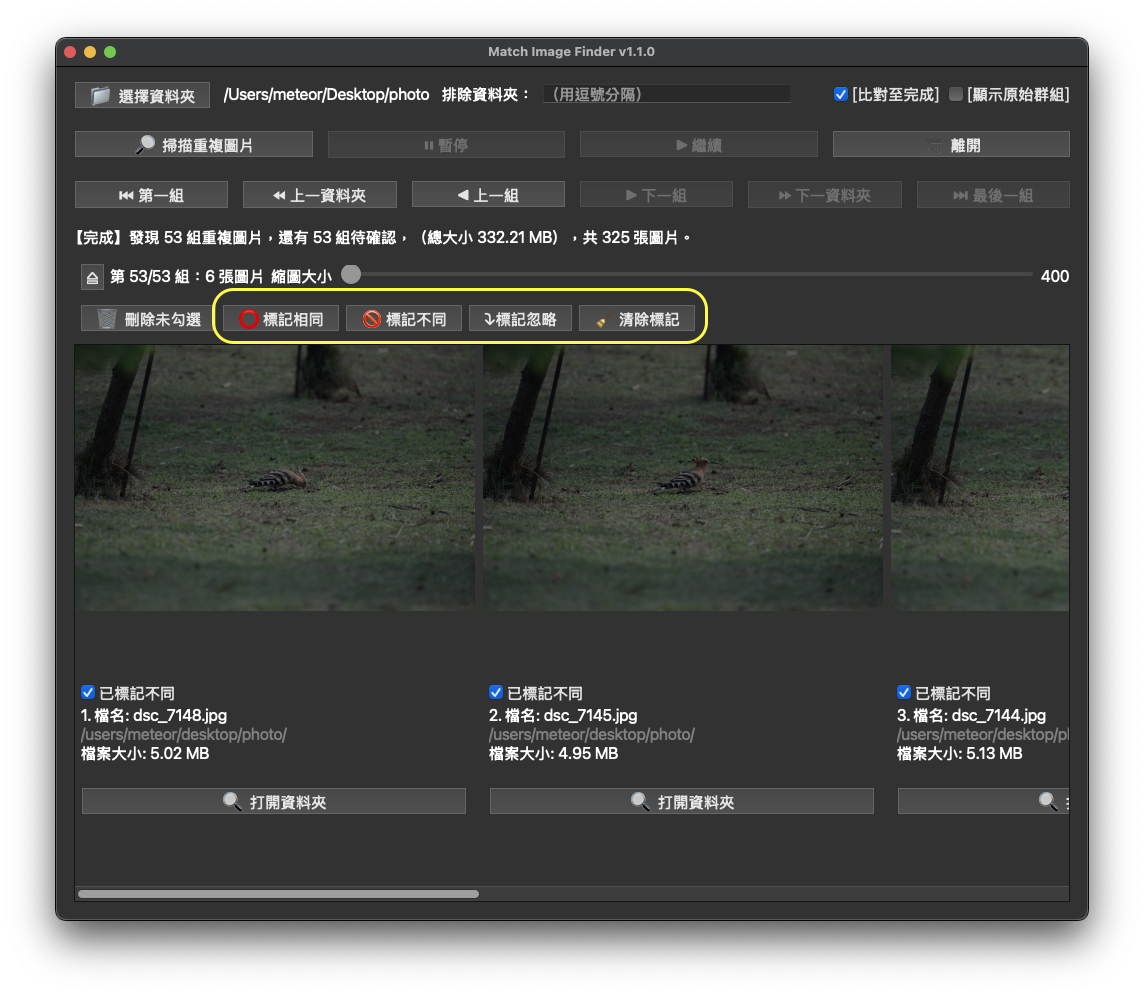 Match Image Finder v1.1.0
選擇資料夾 /Users/meteor/Desktop/photo 排除資料夾： （用逗號分隔） [比對至完成] [顯示原始群組]
掃描重複圖片 暫停 繼續 離開
第一組 上一資料夾 上一組 下一組 下一資料夾 最後一組
【完成】發現 53 組重複圖片，還有 53 組待確認，（總大小 332.21 MB），共 325 張圖片。
第 53/53 組：6 張圖片 縮圖大小 400
刪除未勾選 標記相同 標記不同 標記忽略 清除標記
已標記不同 已標記不同 已標記不同
1. 檔名: dsc_7148.jpg 2. 檔名: dsc_7145.jpg 3. 檔名: dsc_7144.jpg
/users/meteor/desktop/photo/ /users/meteor/desktop/photo/ /users/meteor/desktop/
檔案大小: 5.02 MB 檔案大小: 4.95 MB 檔案大小: 5.13 MB
打開資料夾 打開資料夾